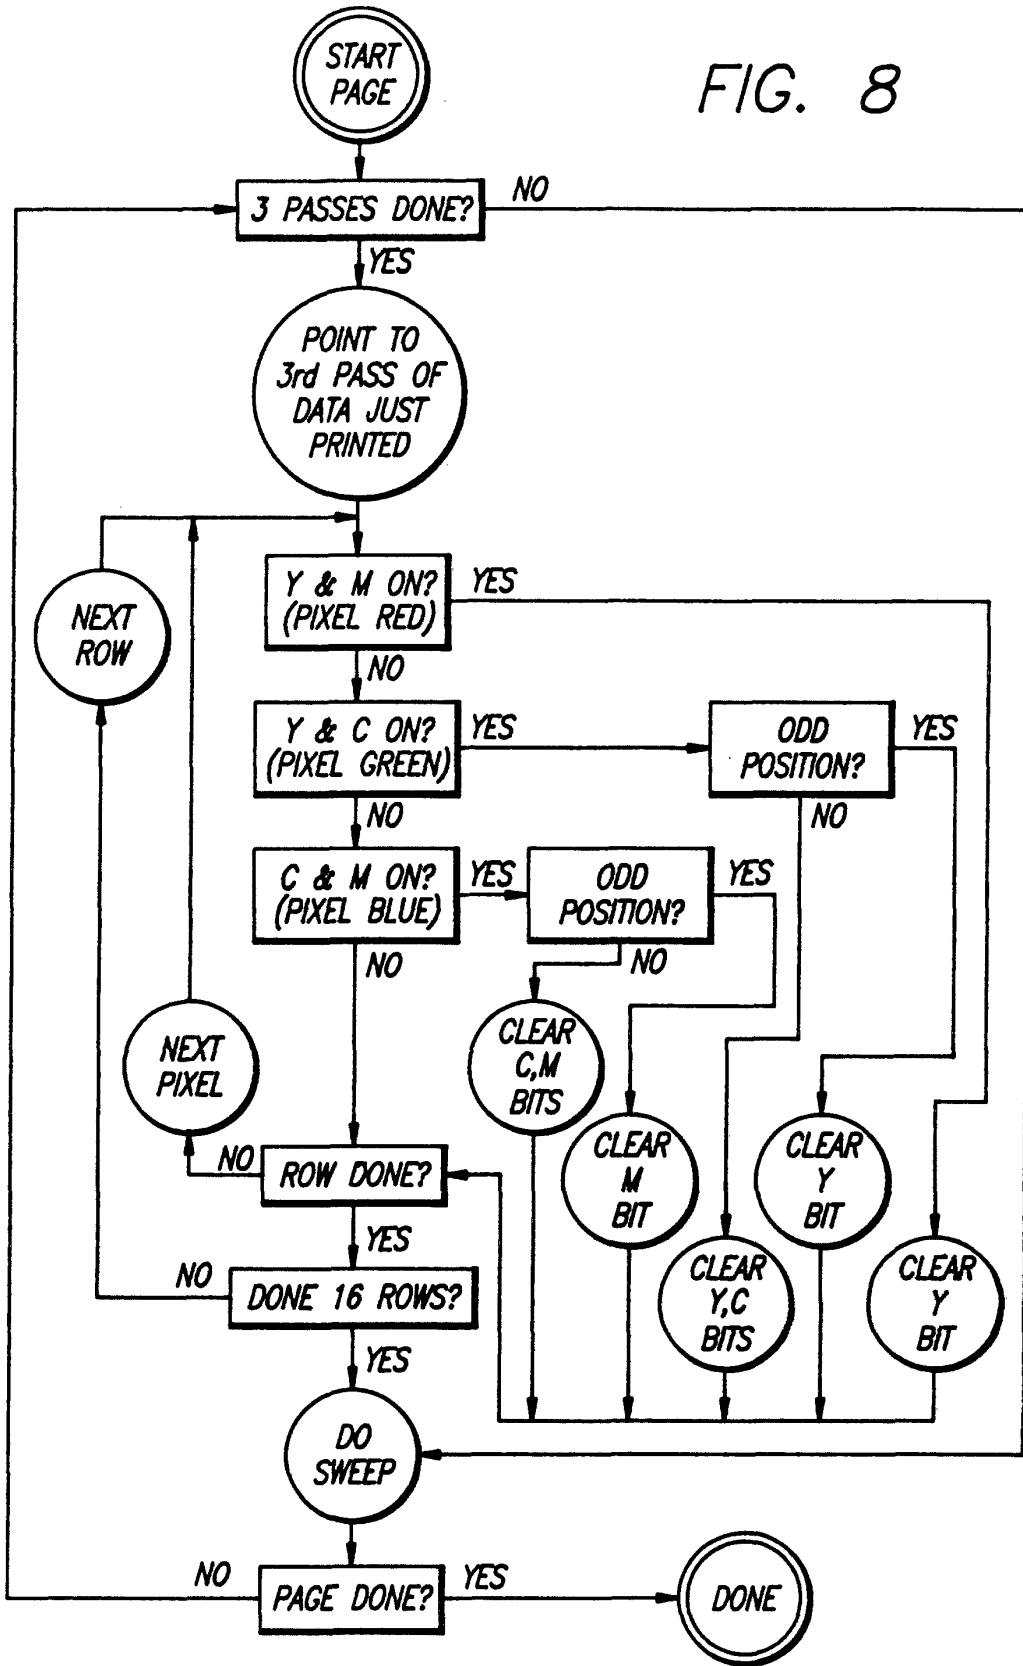 START
PAGE
FIG. 8
3 PASSES DONE?
NO
YES
POINT TO
3rd PASS OF
DATA JUST
PRINTED
NEXT
ROW
Y & M ON?
(PIXEL RED)
YES
NO
Y & C ON?
(PIXEL GREEN)
YES
ODD
POSITION?
YES
NO
NO
C & M ON?
(PIXEL BLUE)
YES
ODD
POSITION?
YES
NO
NO
NEXT
PIXEL
CLEAR
C,M
BITS
CLEAR
M
BIT
CLEAR
Y
BIT
NO
ROW DONE?
YES
CLEAR
Y,C
BITS
CLEAR
Y
BIT
NO
DONE 16 ROWS?
YES
DO
SWEEP
NO
PAGE DONE?
YES
DONE